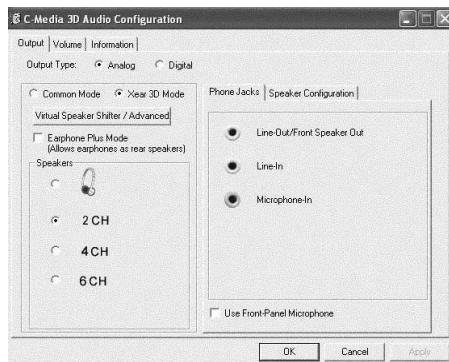 C-Media 3D Audio Configuration
Output Volume Information
Output Type: Analog Digital
Common Mode Xear 3D Mode
Virtual Speaker Shifter / Advanced
Earphone Plus Mode
(Allows earphones as rear speakers)
Speakers
2 CH
4 CH
6 CH
Phone Jacks Speaker Configuration
Line-Out/Front Speaker Out
Line-In
Microphone-In
Use Front-Panel Microphone
OK Cancel Apply